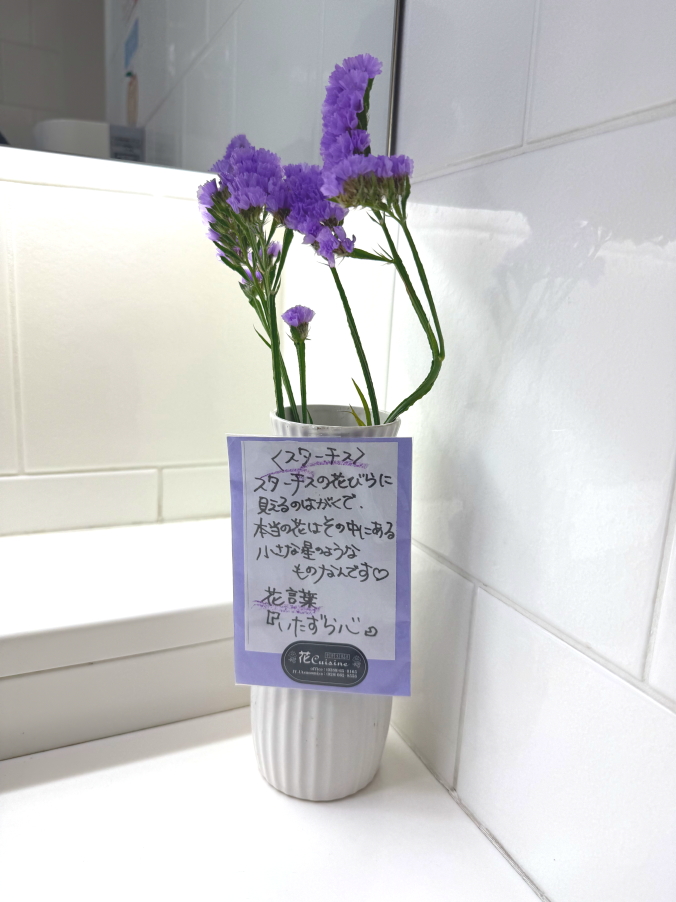 〈スターチス〉
スターチスの花びらに
見えるのはがくで、
本当の花はその中にある
小さな星のような
ものなんです♡
花言葉
『いたずら心』
花Cuisine